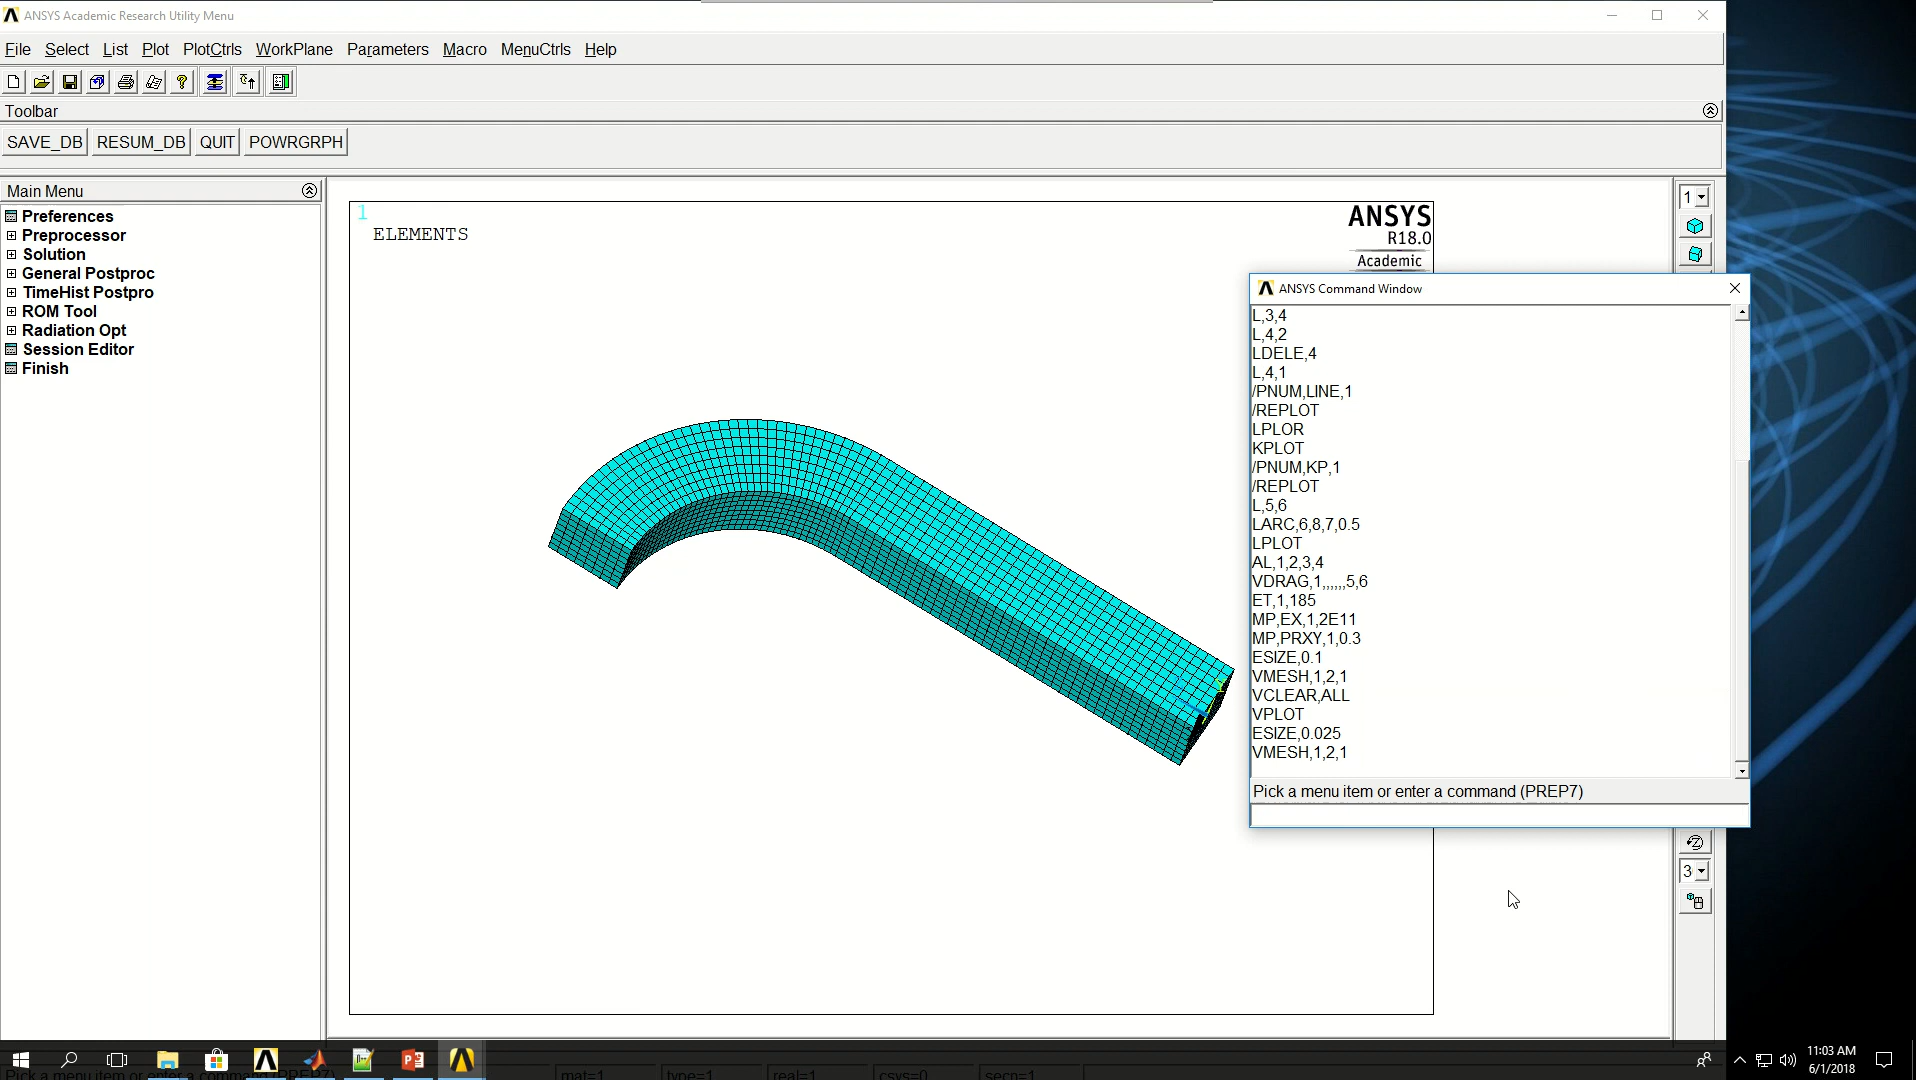 ANSYS Academic Research Utility Menu
File Select List Plot PlotCtrls WorkPlane Parameters Macro MenuCtrls Help
Toolbar
SAVE_DB RESUM_DB QUIT POWRGRPH
Main Menu
Preferences
Preprocessor
Solution
General Postproc
TimeHist Postpro
ROM Tool
Radiation Opt
Session Editor
Finish
1
ELEMENTS
ANSYS
R18.0
Academic
1
ANSYS Command Window
L,3,4
L,4,2
LDELE,4
L,4,1
/PNUM,LINE,1
/REPLOT
LPLOR
KPLOT
/PNUM,KP,1
/REPLOT
L,5,6
LARC,6,8,7,0.5
LPLOT
AL,1,2,3,4
VDRAG,1,,,,,,5,6
ET,1,185
MP,EX,1,2E11
MP,PRXY,1,0.3
ESIZE,0.1
VMESH,1,2,1
VCLEAR,ALL
VPLOT
ESIZE,0.025
VMESH,1,2,1
Pick a menu item or enter a command (PREP7)
3
Pick a menu item or enter a command (PREP7)
mat=1 type=1 real=1 csys=0 secn=1
11:03 AM
6/1/2018